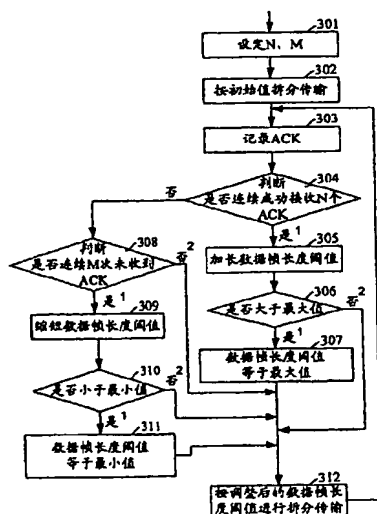 301
设定N、M
302
按初始值拆分传输
303
记录ACK
304
判断
是否连续成功接收N个
ACK
否
是1
305
加长数据帧长度阈值
306
是否大于最大值
否2
是1
307
数据帧长度阈值
等于最大值
308
判断
是否连续M次未收到
ACK
否2
是1
309
缩短数据帧长度阈值
310
是否小于最小值
否2
是1
311
数据帧长度阈值
等于最小值
312
按调整后的数据帧长
度阈值进行拆分传输